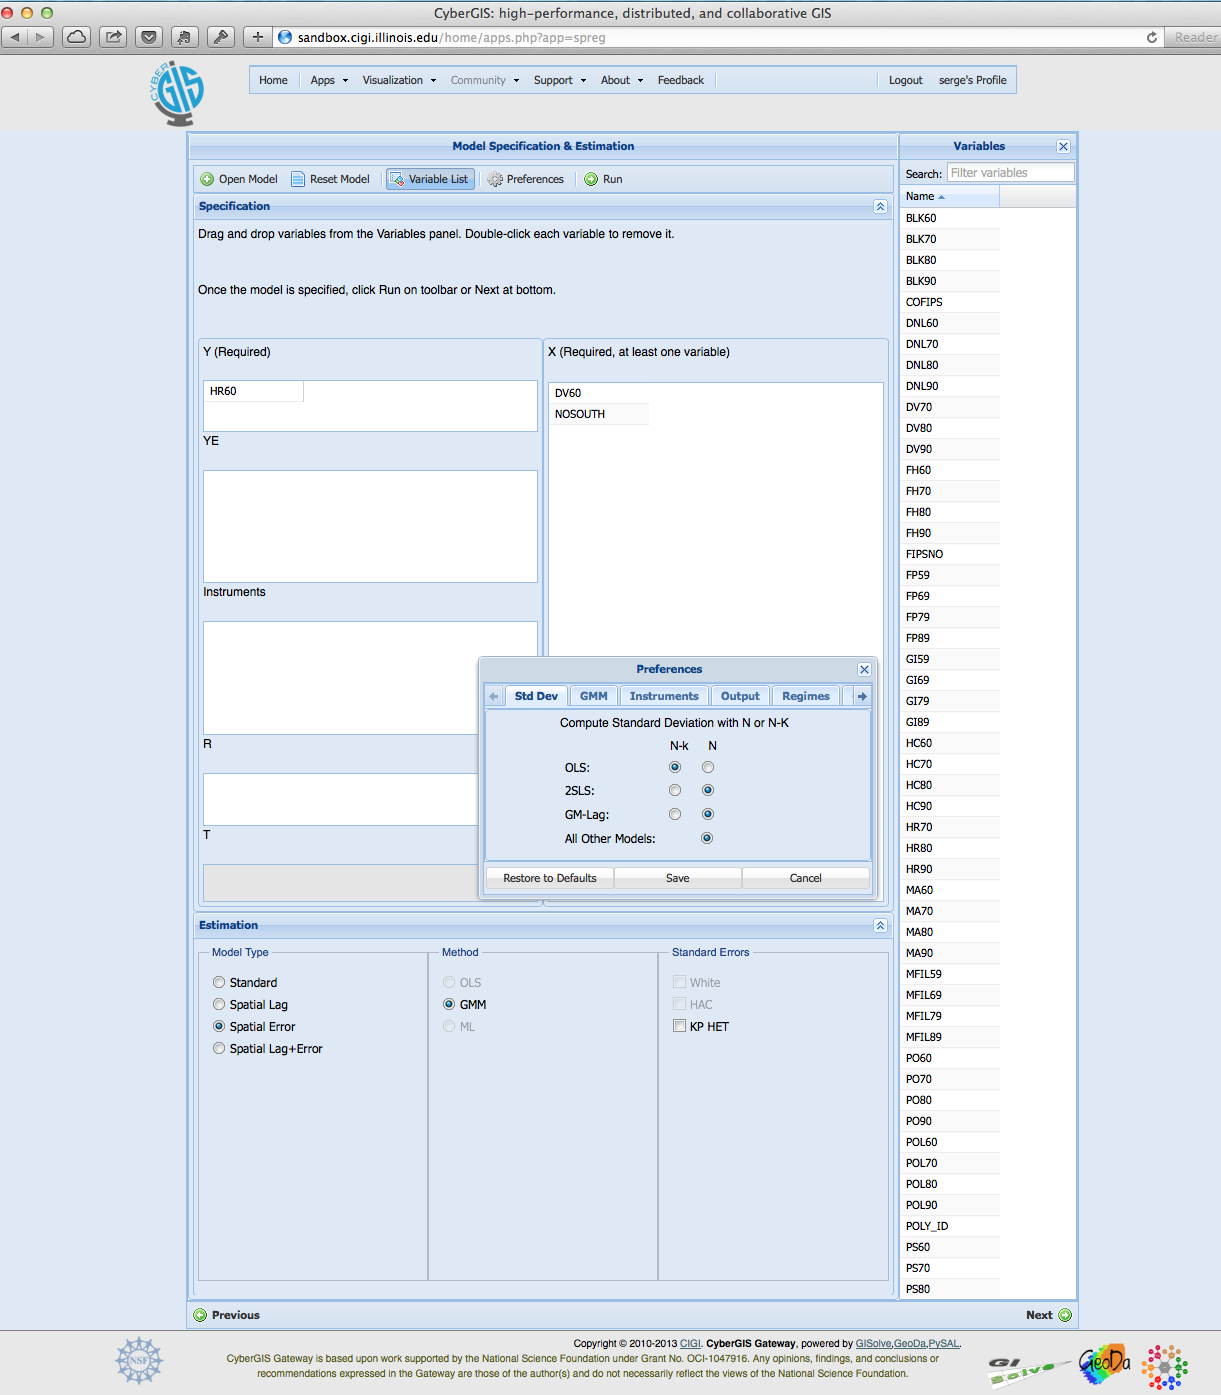 CyberGIS: high-performance, distributed, and collaborative GIS
sandbox.cigi.illinois.edu/home/apps.php?app=spreg
Reader
CYBER GIS
Home Apps Visualization Community Support About Feedback Logout serge's Profile
Model Specification & Estimation
Open Model Reset Model Variable List Preferences Run
Specification
Drag and drop variables from the Variables panel. Double-click each variable to remove it.
Once the model is specified, click Run on toolbar or Next at bottom.
Y (Required)
HR60
YE
Instruments
R
T
X (Required, at least one variable)
DV60
NOSOUTH
Preferences
Std Dev GMM Instruments Output Regimes
Compute Standard Deviation with N or N-K
N-k N
OLS:
2SLS:
GM-Lag:
All Other Models:
Restore to Defaults Save Cancel
Estimation
Model Type
Standard
Spatial Lag
Spatial Error
Spatial Lag+Error
Method
OLS
GMM
ML
Standard Errors
White
HAC
KP HET
Previous Next
Variables
Search: Filter variables
Name
BLK60
BLK70
BLK80
BLK90
COFIPS
DNL60
DNL70
DNL80
DNL90
DV70
DV80
DV90
FH60
FH70
FH80
FH90
FIPSNO
FP59
FP69
FP79
FP89
GI59
GI69
GI79
GI89
HC60
HC70
HC80
HC90
HR70
HR80
HR90
MA60
MA70
MA80
MA90
MFIL59
MFIL69
MFIL79
MFIL89
PO60
PO70
PO80
PO90
POL60
POL70
POL80
POL90
POLY_ID
PS60
PS70
PS80
NSF
Copyright © 2010-2013 CIGI. CyberGIS Gateway, powered by GISolve,GeoDa,PySAL.
CyberGIS Gateway is based upon work supported by the National Science Foundation under Grant No. OCI-1047916. Any opinions, findings, and conclusions or
recommendations expressed in the Gateway are those of the author(s) and do not necessarily reflect the views of the National Science Foundation.
GI Solve
GeoDa